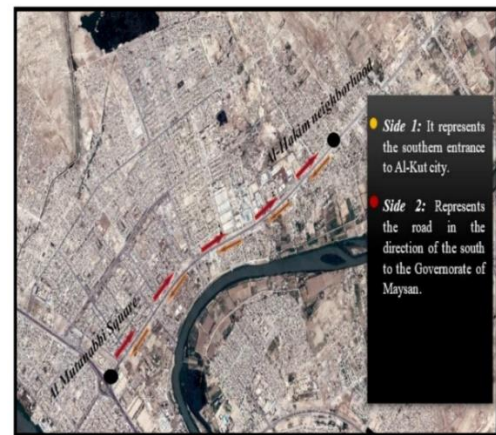 Al-Hakim neighborhood
Al Mutanabbi Square
Side 1: It represents
the southern entrance
to Al-Kut city.
Side 2: Represents
the road in the
direction of the south
to the Governorate of
Maysan.